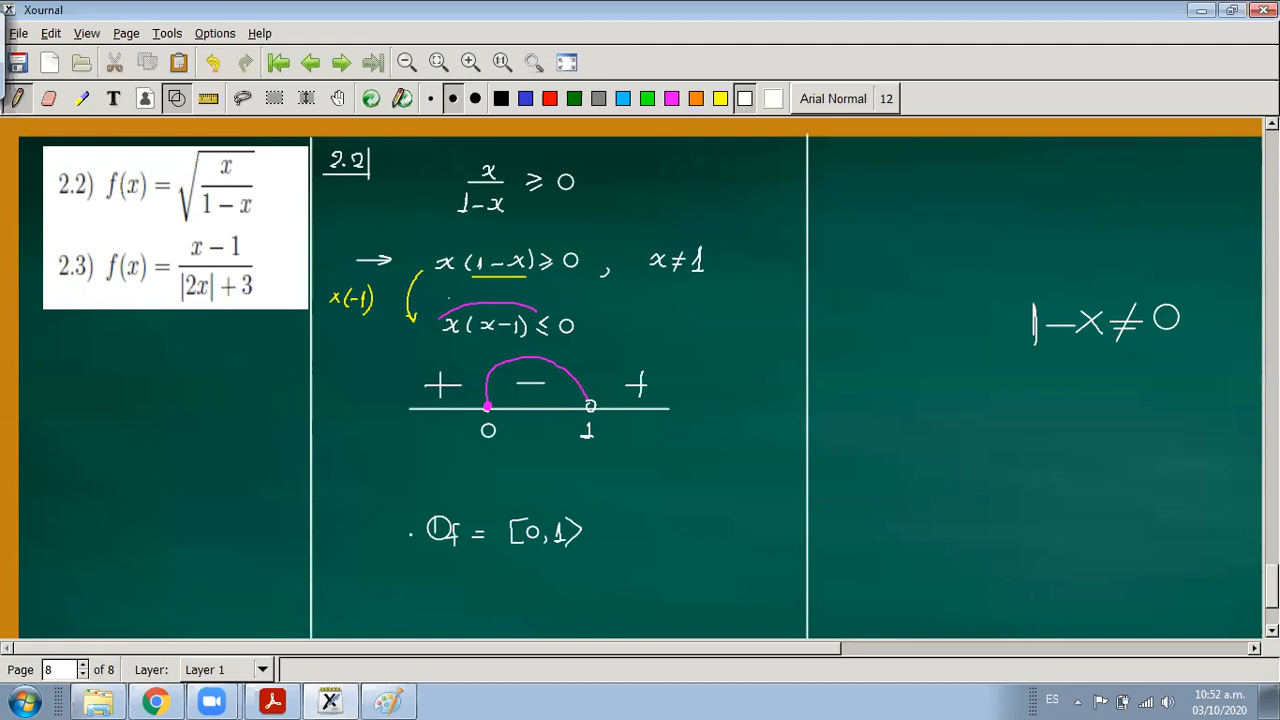 Xournal
File Edit View Page Tools Options Help
Arial Normal 12
2.2) f(x) = √(x/(1 − x))
2.3) f(x) = (x − 1)/(|2x| + 3)
2.2
x/(1−x) ⩾ 0
→ x(1−x) ⩾ 0 , x ≠ 1
x(−1)
x(x−1) ≤ 0
+ − +
0 1
. Df = [0,1⟩
1−x ≠ 0
Page 8 of 8 Layer: Layer 1
ES
10:52 a.m.
03/10/2020